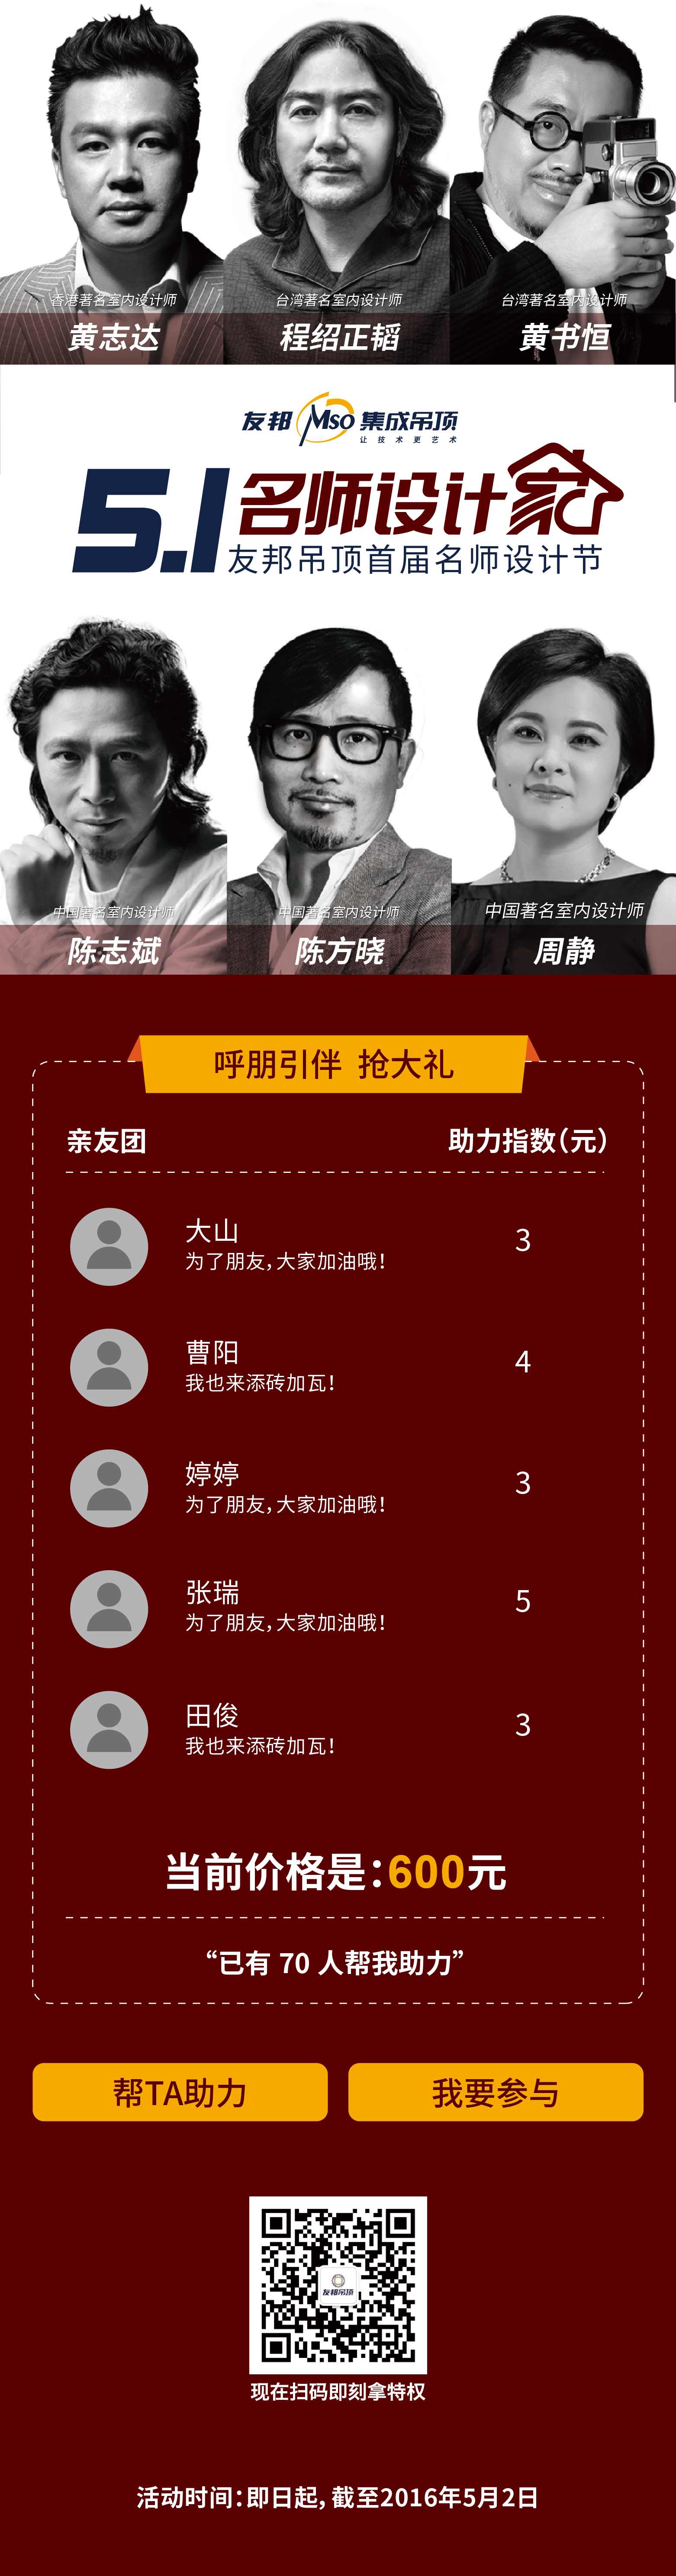 香港著名室内设计师
黄志达
台湾著名室内设计师
程绍正韬
台湾著名室内设计师
黄书恒
友邦 MSO 集成吊顶
让技术更艺术
5.1 名师设计家
友邦吊顶首届名师设计节
中国著名室内设计师
陈志斌
中国著名室内设计师
陈方晓
中国著名室内设计师
周静
呼朋引伴 抢大礼
亲友团 助力指数（元）
大山
为了朋友，大家加油哦！
3
曹阳
我也来添砖加瓦！
4
婷婷
为了朋友，大家加油哦！
3
张瑞
为了朋友，大家加油哦！
5
田俊
我也来添砖加瓦！
3
当前价格是：600元
“已有 70 人帮我助力”
帮TA助力 我要参与
友邦吊顶
现在扫码即刻拿特权
活动时间：即日起，截至2016年5月2日